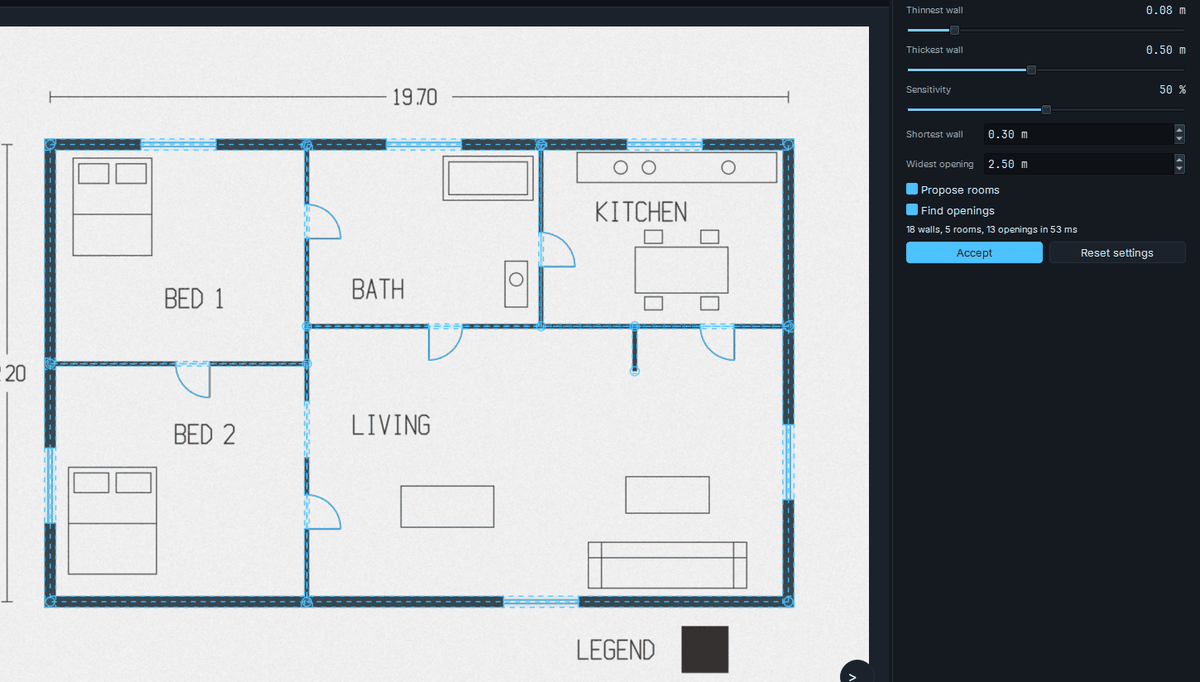 19.70
KITCHEN
BED 1
BATH
.20
LIVING
BED 2
LEGEND
>
Thinnest wall 0.08 m
Thickest wall 0.50 m
Sensitivity 50 %
Shortest wall 0.30 m
Widest opening 2.50 m
Propose rooms
Find openings
18 walls, 5 rooms, 13 openings in 53 ms
Accept Reset settings